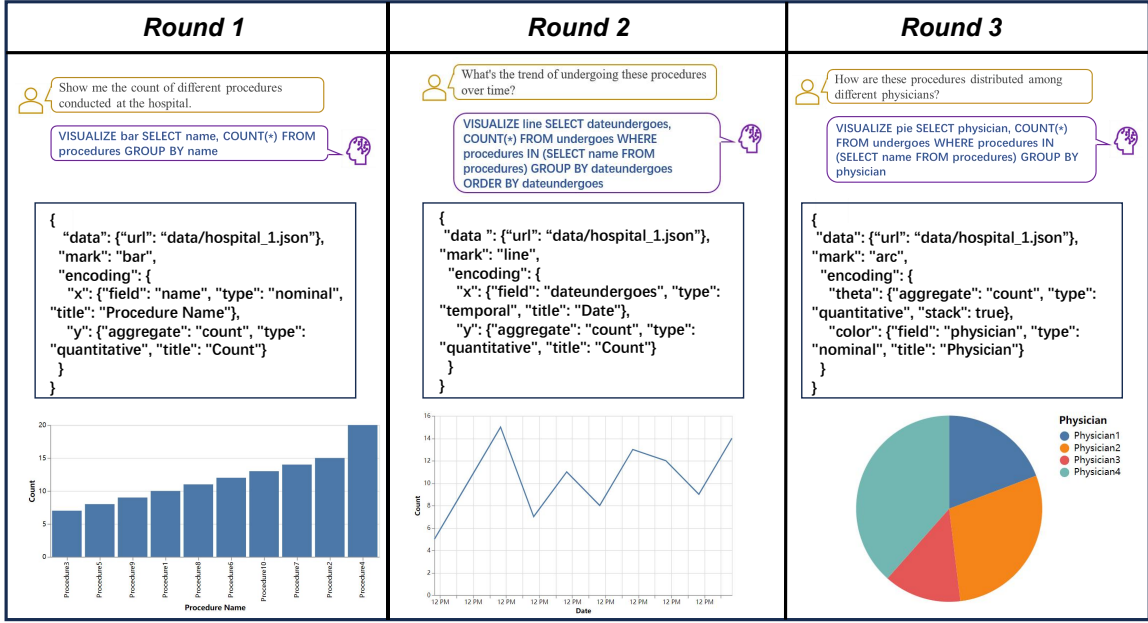 Round 1
Show me the count of different procedures
conducted at the hospital.
VISUALIZE bar SELECT name, COUNT(*) FROM
procedures GROUP BY name
{
"data": {"url": "data/hospital_1.json"},
"mark": "bar",
"encoding": {
"x": {"field": "name", "type": "nominal",
"title": "Procedure Name"},
"y": {"aggregate": "count", "type":
"quantitative", "title": "Count"}
}
}
20
15
10
5
0
Count
Procedure3
Procedure5
Procedure9
Procedure1
Procedure8
Procedure6
Procedure10
Procedure7
Procedure2
Procedure4
Procedure Name
Round 2
What's the trend of undergoing these procedures
over time?
VISUALIZE line SELECT dateundergoes,
COUNT(*) FROM undergoes WHERE
procedures IN (SELECT name FROM
procedures) GROUP BY dateundergoes
ORDER BY dateundergoes
{
"data ": {"url": "data/hospital_1.json"},
"mark": "line",
"encoding": {
"x": {"field": "dateundergoes", "type":
"temporal", "title": "Date"},
"y": {"aggregate": "count", "type":
"quantitative", "title": "Count"}
}
}
16
14
12
10
8
6
4
2
0
Count
12 PM 12 PM 12 PM 12 PM 12 PM 12 PM 12 PM 12 PM 12 PM
Date
Round 3
How are these procedures distributed among
different physicians?
VISUALIZE pie SELECT physician, COUNT(*)
FROM undergoes WHERE procedures IN
(SELECT name FROM procedures) GROUP BY
physician
{
"data": {"url": "data/hospital_1.json"},
"mark": "arc",
"encoding": {
"theta": {"aggregate": "count", "type":
"quantitative", "stack": true},
"color": {"field": "physician", "type":
"nominal", "title": "Physician"}
}
}
Physician
Physician1
Physician2
Physician3
Physician4